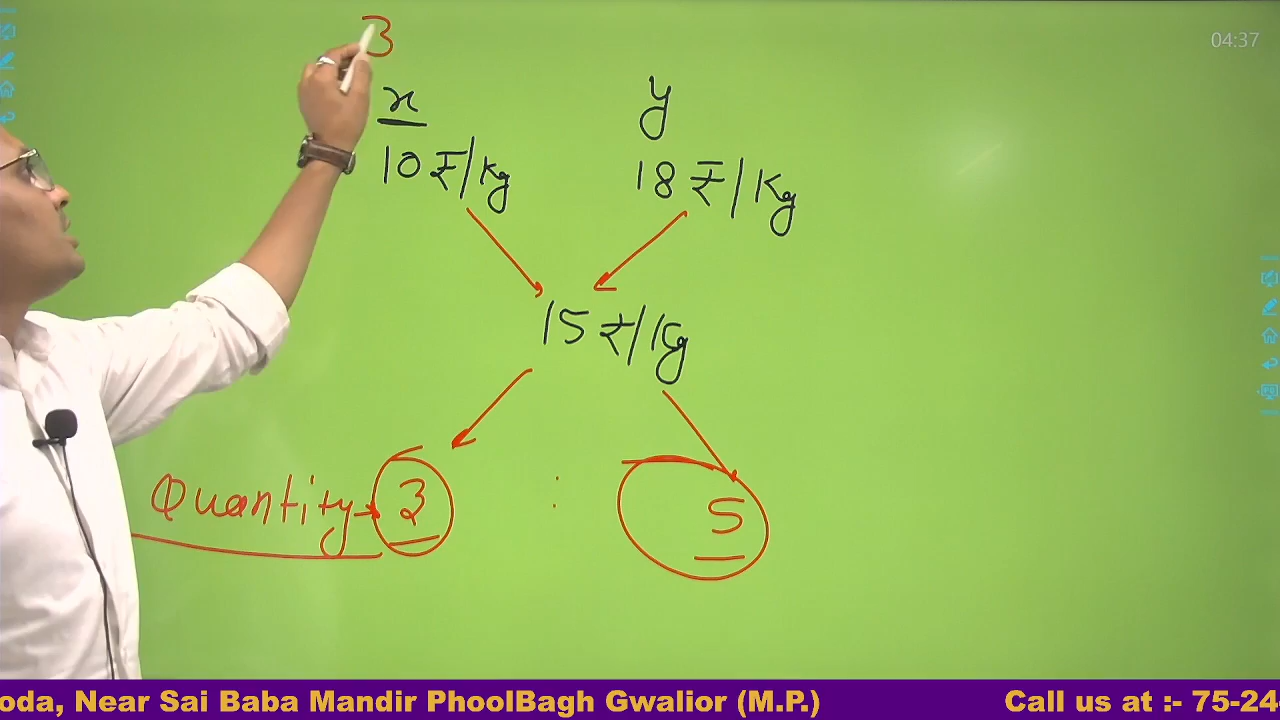 04:37
3
x y
10 ₹/Kg 18 ₹/Kg
15 ₹/Kg
Quantity → 3 : 5
oda, Near Sai Baba Mandir PhoolBagh Gwalior (M.P.) Call us at :- 75-24